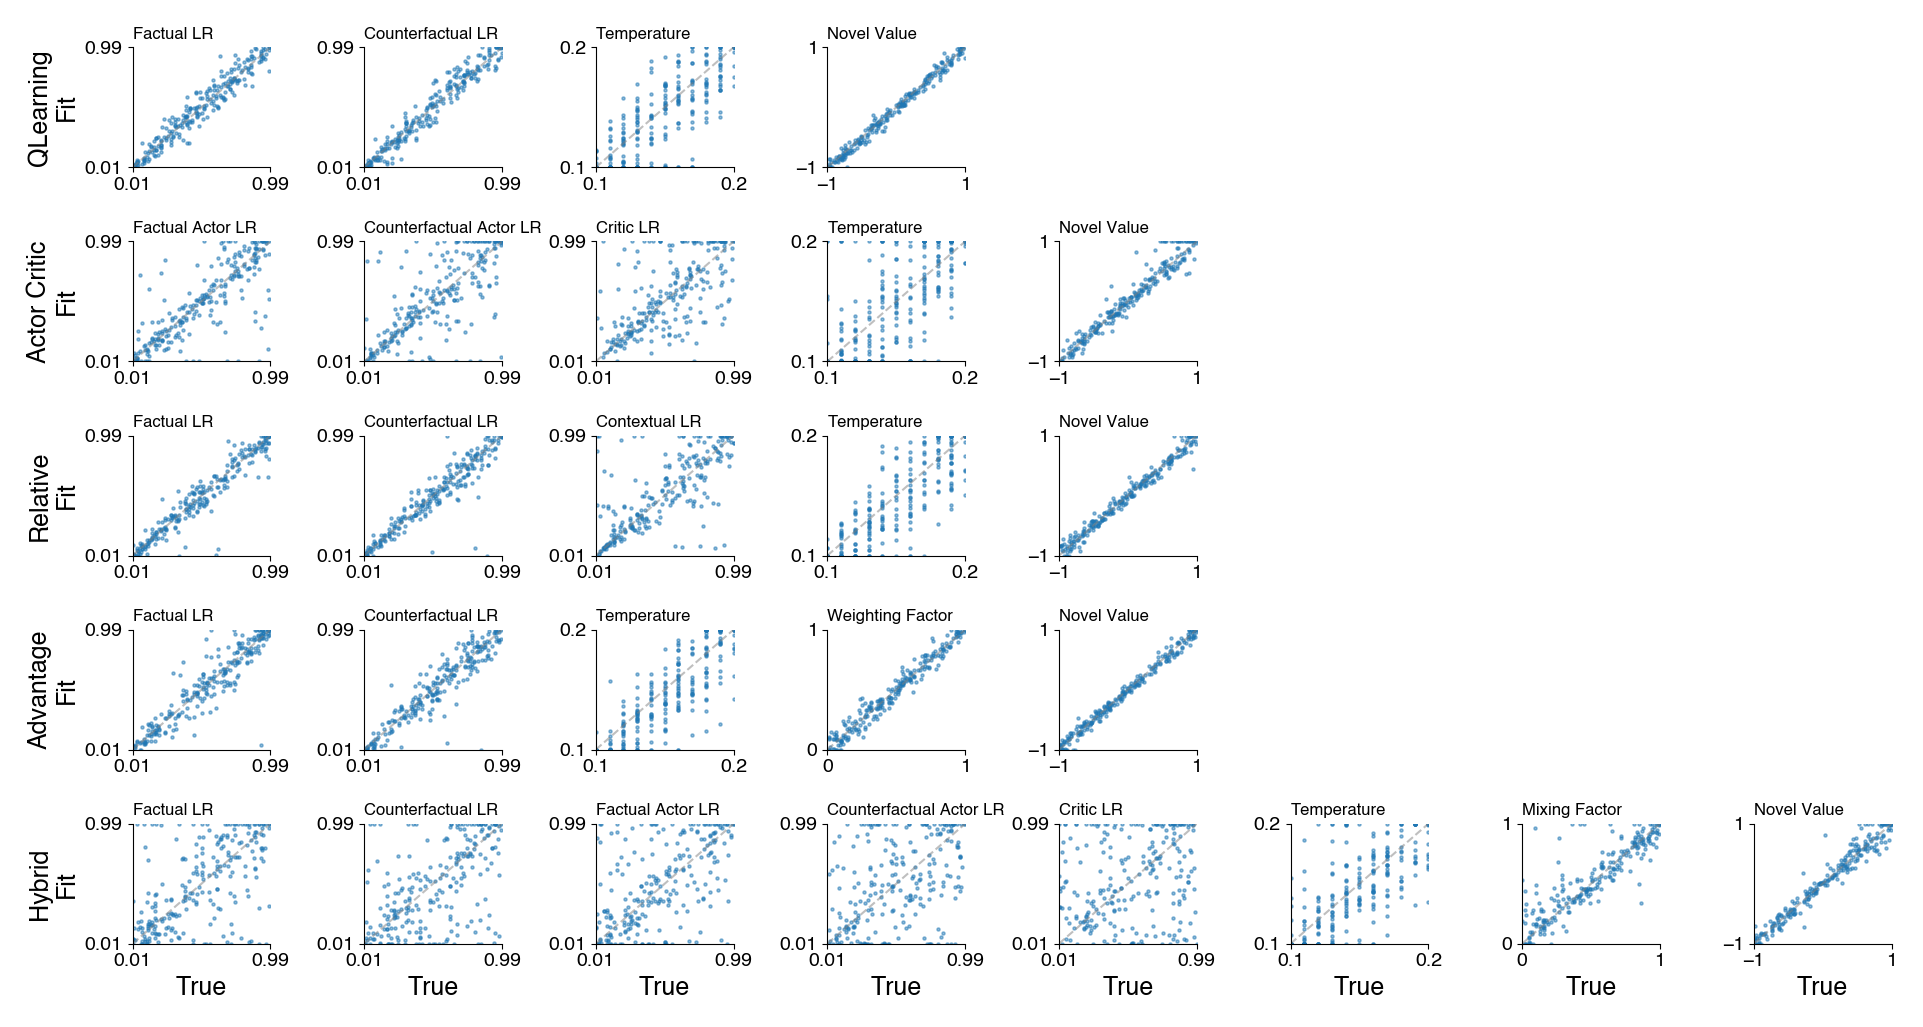 QLearning
Fit
Factual LR
0.99
0.01
0.01
0.99
Counterfactual LR
0.99
0.01
0.01
0.99
Temperature
0.2
0.1
0.1
0.2
Novel Value
1
−1
−1
1
Actor Critic
Fit
Factual Actor LR
0.99
0.01
0.01
0.99
Counterfactual Actor LR
0.99
0.01
0.01
0.99
Critic LR
0.99
0.01
0.01
0.99
Temperature
0.2
0.1
0.1
0.2
Novel Value
1
−1
−1
1
Relative
Fit
Factual LR
0.99
0.01
0.01
0.99
Counterfactual LR
0.99
0.01
0.01
0.99
Contextual LR
0.99
0.01
0.01
0.99
Temperature
0.2
0.1
0.1
0.2
Novel Value
1
−1
−1
1
Advantage
Fit
Factual LR
0.99
0.01
0.01
0.99
Counterfactual LR
0.99
0.01
0.01
0.99
Temperature
0.2
0.1
0.1
0.2
Weighting Factor
1
0
0
1
Novel Value
1
−1
−1
1
Hybrid
Fit
Factual LR
0.99
0.01
0.01
0.99
True
Counterfactual LR
0.99
0.01
0.01
0.99
True
Factual Actor LR
0.99
0.01
0.01
0.99
True
Counterfactual Actor LR
0.99
0.01
0.01
0.99
True
Critic LR
0.99
0.01
0.01
0.99
True
Temperature
0.2
0.1
0.1
0.2
True
Mixing Factor
1
0
0
1
True
Novel Value
1
−1
−1
1
True